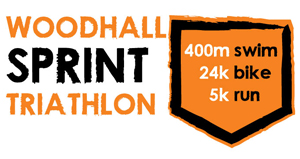 WOODHALL
SPRINT
TRIATHLON
400m swim
24k bike
5k run